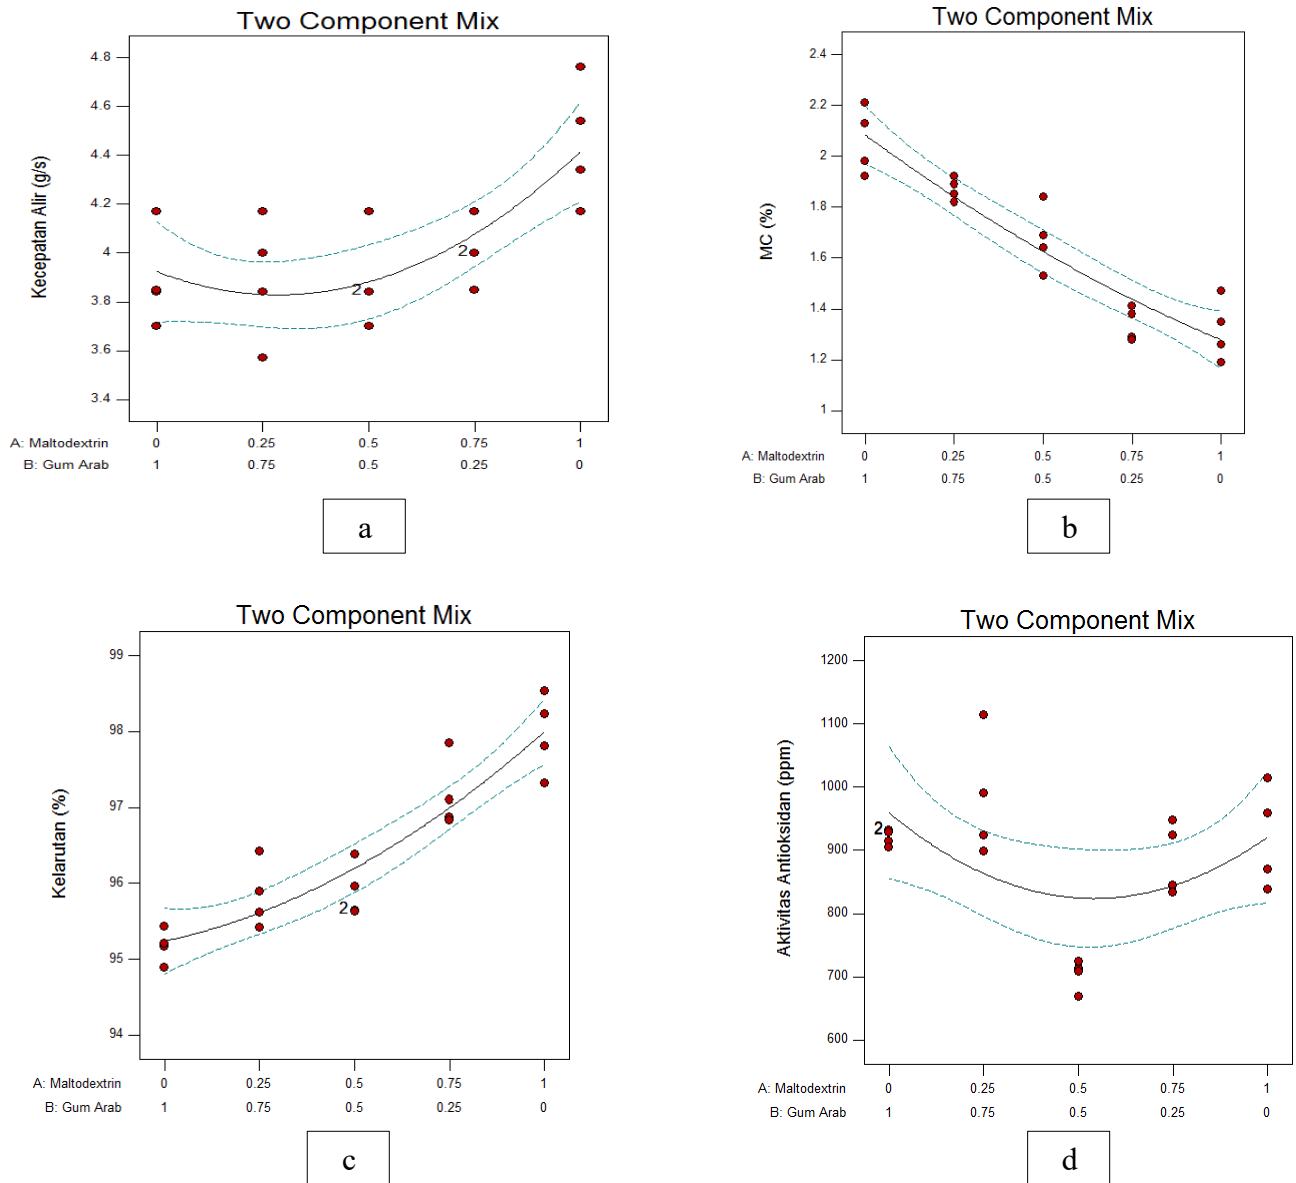 Two Component Mix
Kecepatan Alir (g/s)
4.8
4.6
4.4
4.2
4
3.8
3.6
3.4
2
2
A: Maltodextrin 0 0.25 0.5 0.75 1
B: Gum Arab 1 0.75 0.5 0.25 0
a
Two Component Mix
MC (%)
2.4
2.2
2
1.8
1.6
1.4
1.2
1
A: Maltodextrin 0 0.25 0.5 0.75 1
B: Gum Arab 1 0.75 0.5 0.25 0
b
Two Component Mix
Kelarutan (%)
99
98
97
96
95
94
2
A: Maltodextrin 0 0.25 0.5 0.75 1
B: Gum Arab 1 0.75 0.5 0.25 0
c
Two Component Mix
Aktivitas Antioksidan (ppm)
1200
1100
1000
900
800
700
600
2
A: Maltodextrin 0 0.25 0.5 0.75 1
B: Gum Arab 1 0.75 0.5 0.25 0
d